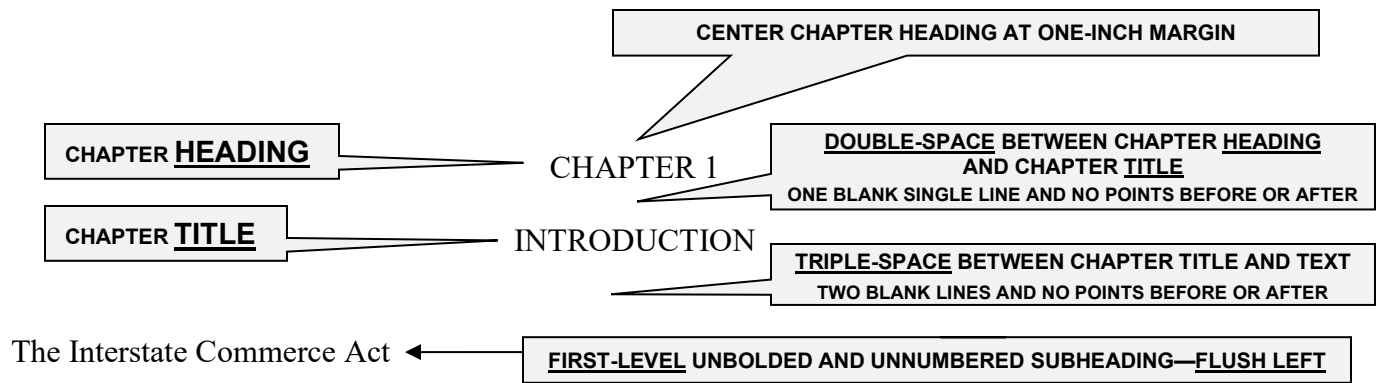 CENTER CHAPTER HEADING AT ONE-INCH MARGIN
CHAPTER HEADING
CHAPTER 1
DOUBLE-SPACE BETWEEN CHAPTER HEADING
AND CHAPTER TITLE
ONE BLANK SINGLE LINE AND NO POINTS BEFORE OR AFTER
CHAPTER TITLE
INTRODUCTION
TRIPLE-SPACE BETWEEN CHAPTER TITLE AND TEXT
TWO BLANK LINES AND NO POINTS BEFORE OR AFTER
The Interstate Commerce Act
FIRST-LEVEL UNBOLDED AND UNNUMBERED SUBHEADING—FLUSH LEFT